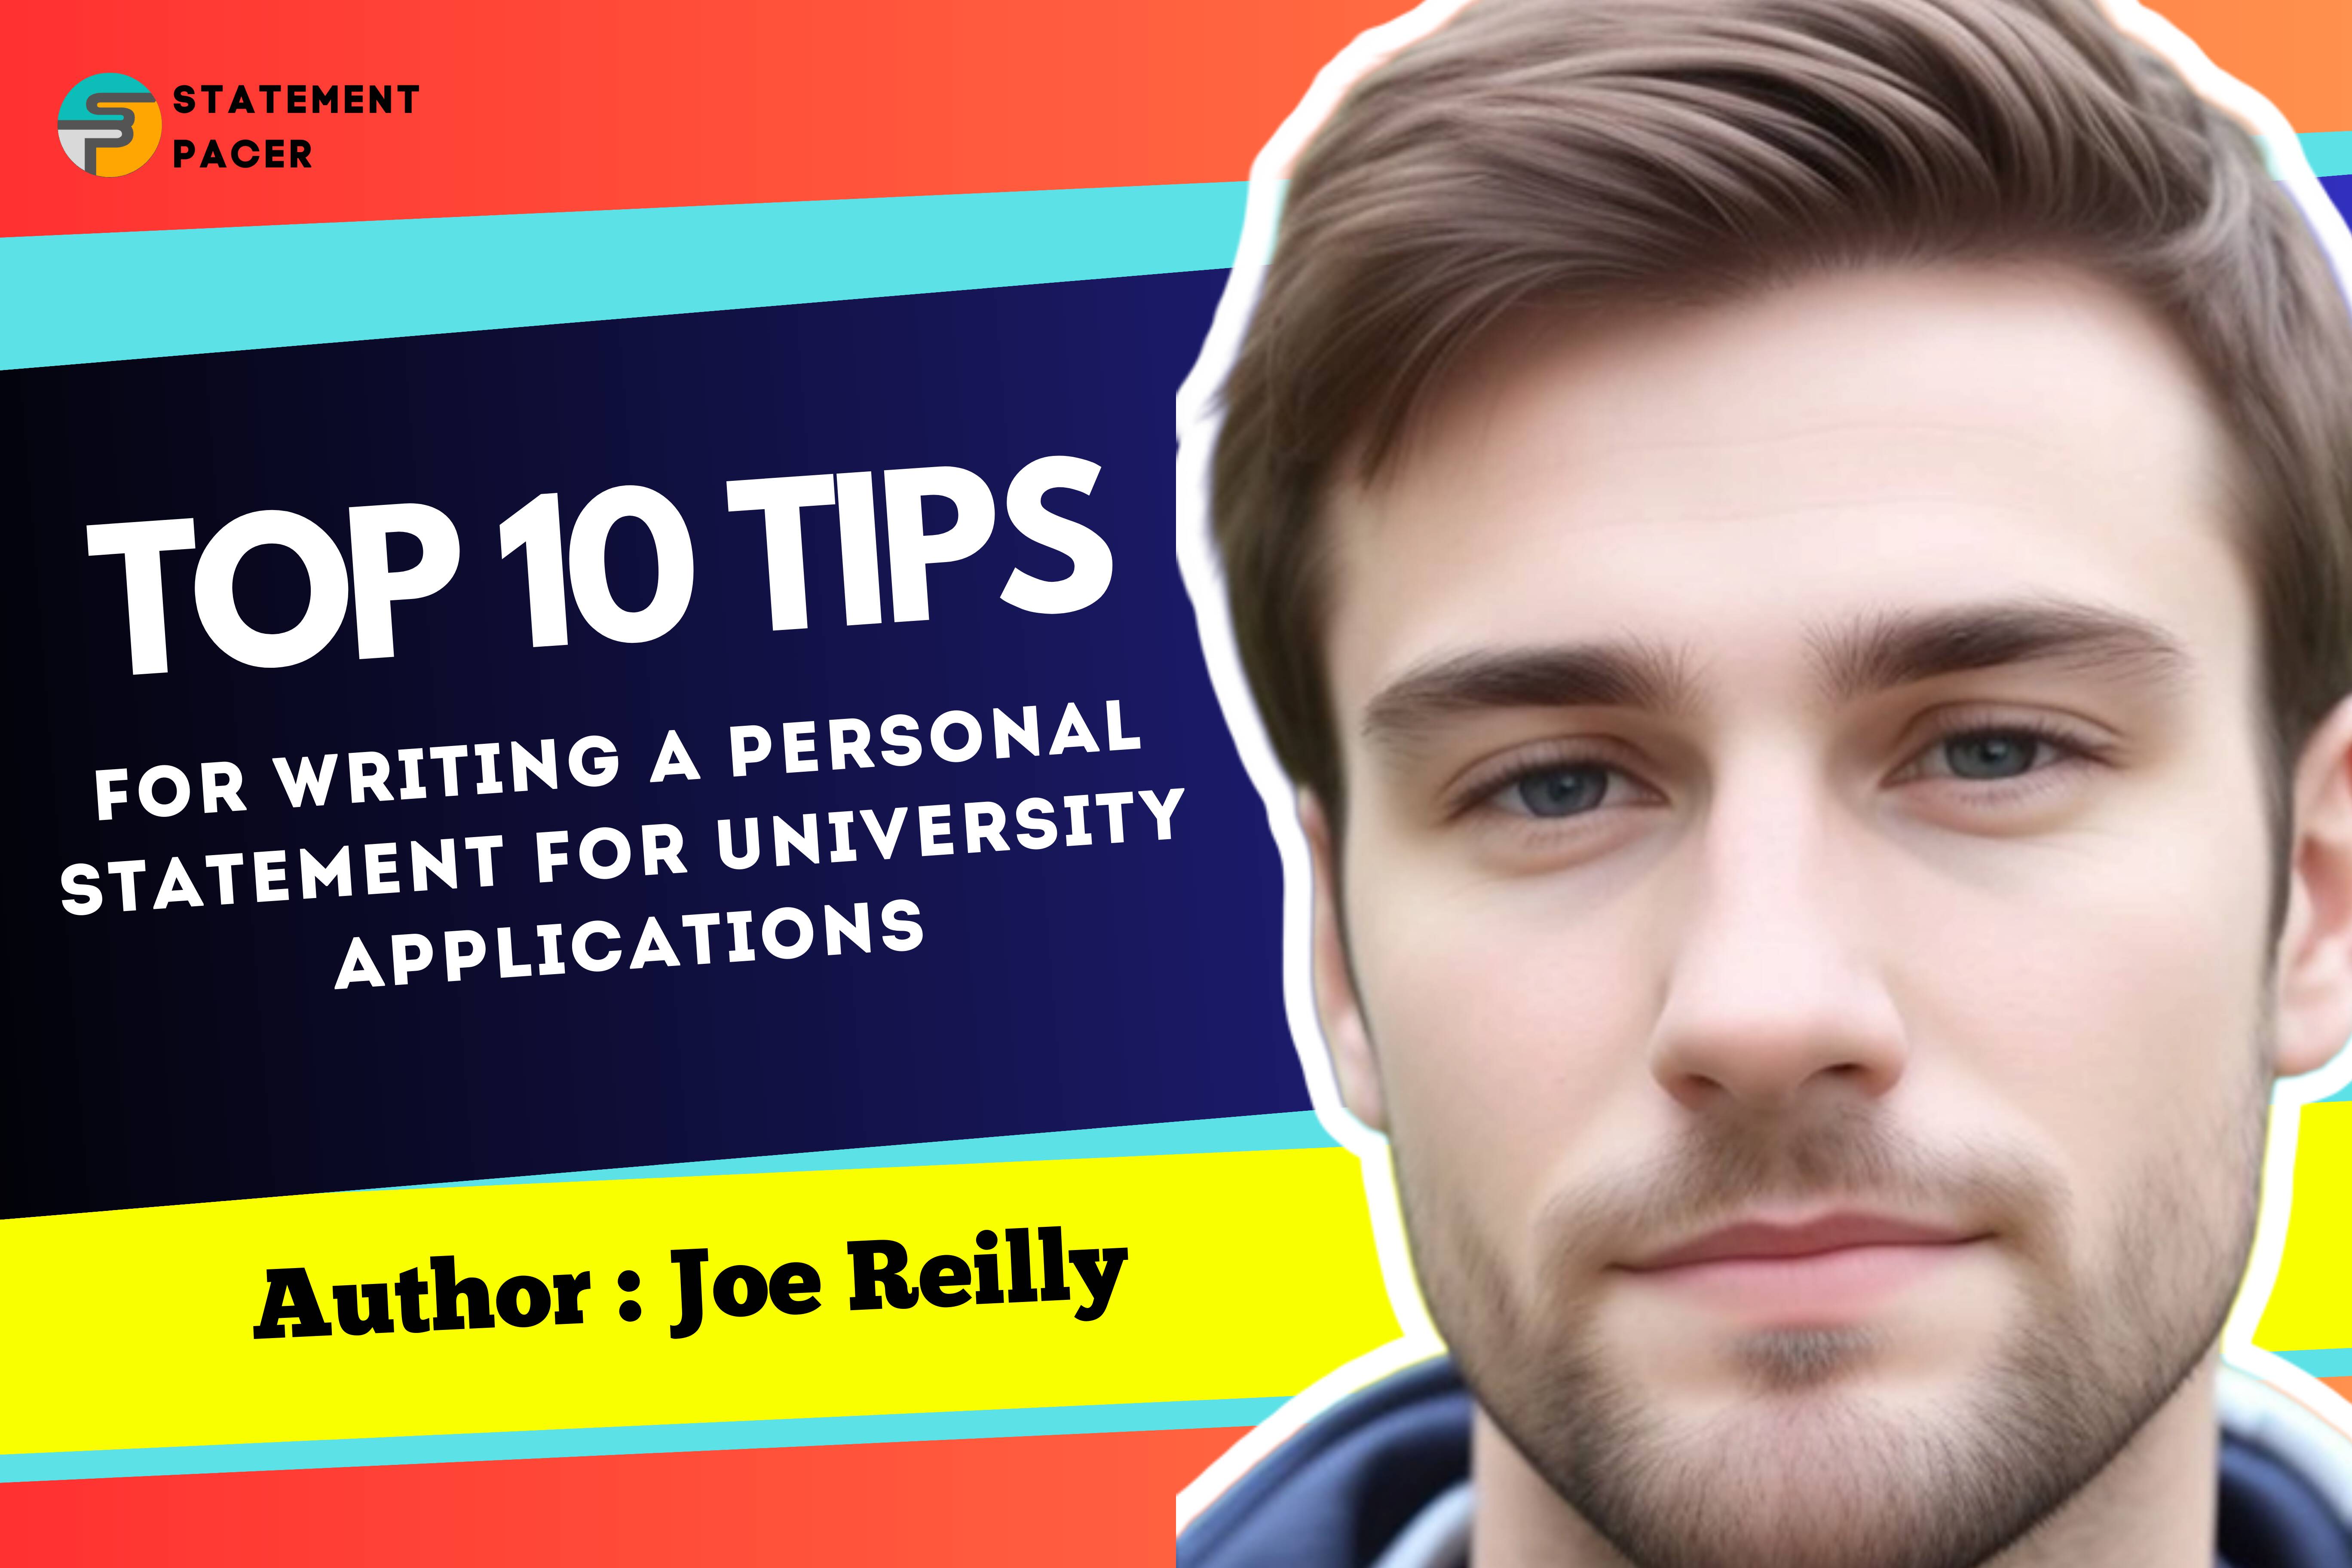 STATEMENT
PACER
TOP 10 TIPS
FOR WRITING A PERSONAL
STATEMENT FOR UNIVERSITY
APPLICATIONS
Author : Joe Reilly